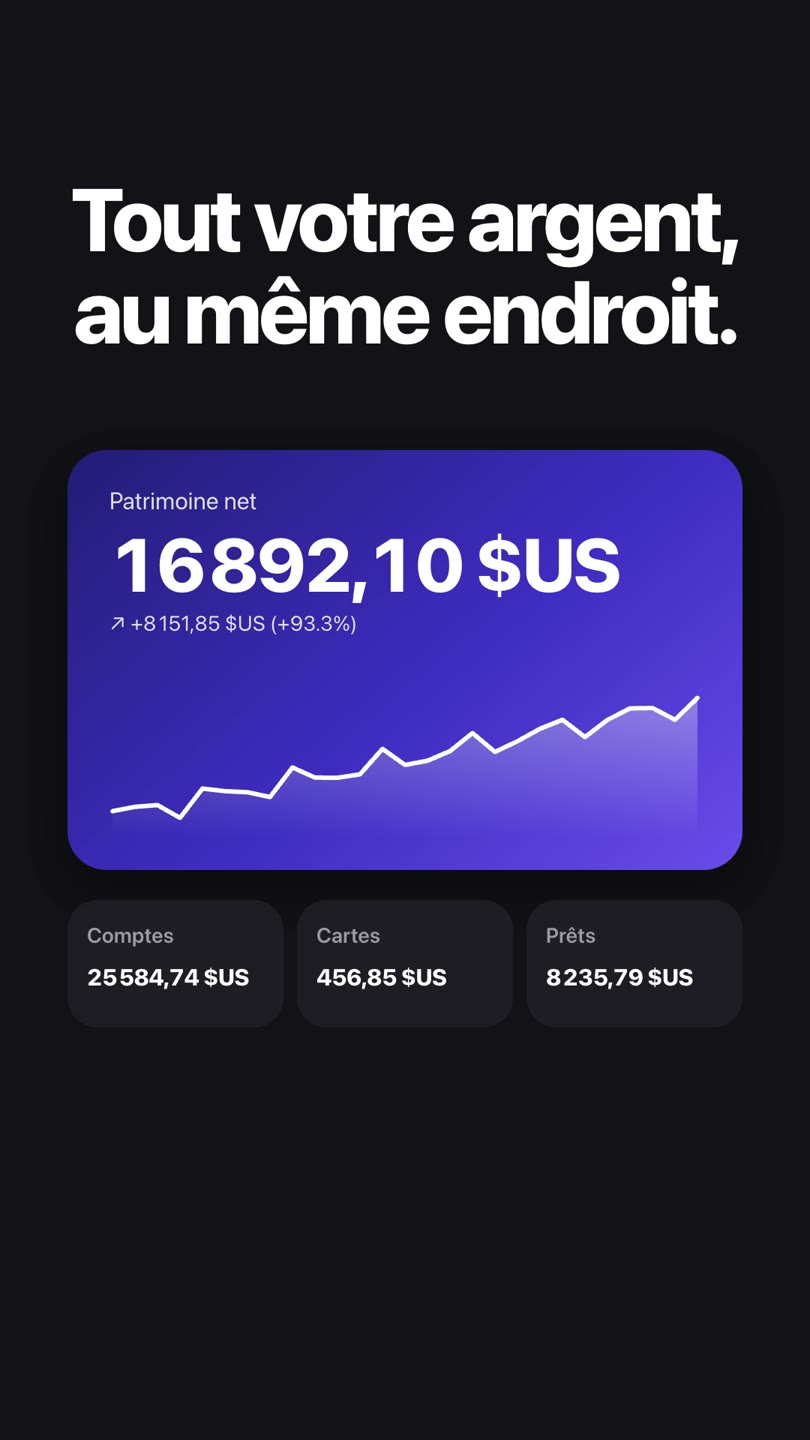 Tout votre argent,
au même endroit.
Patrimoine net
16 892,10 $US
↗ +8 151,85 $US (+93.3%)
Comptes
Cartes
Prêts
25 584,74 $US
456,85 $US
8 235,79 $US